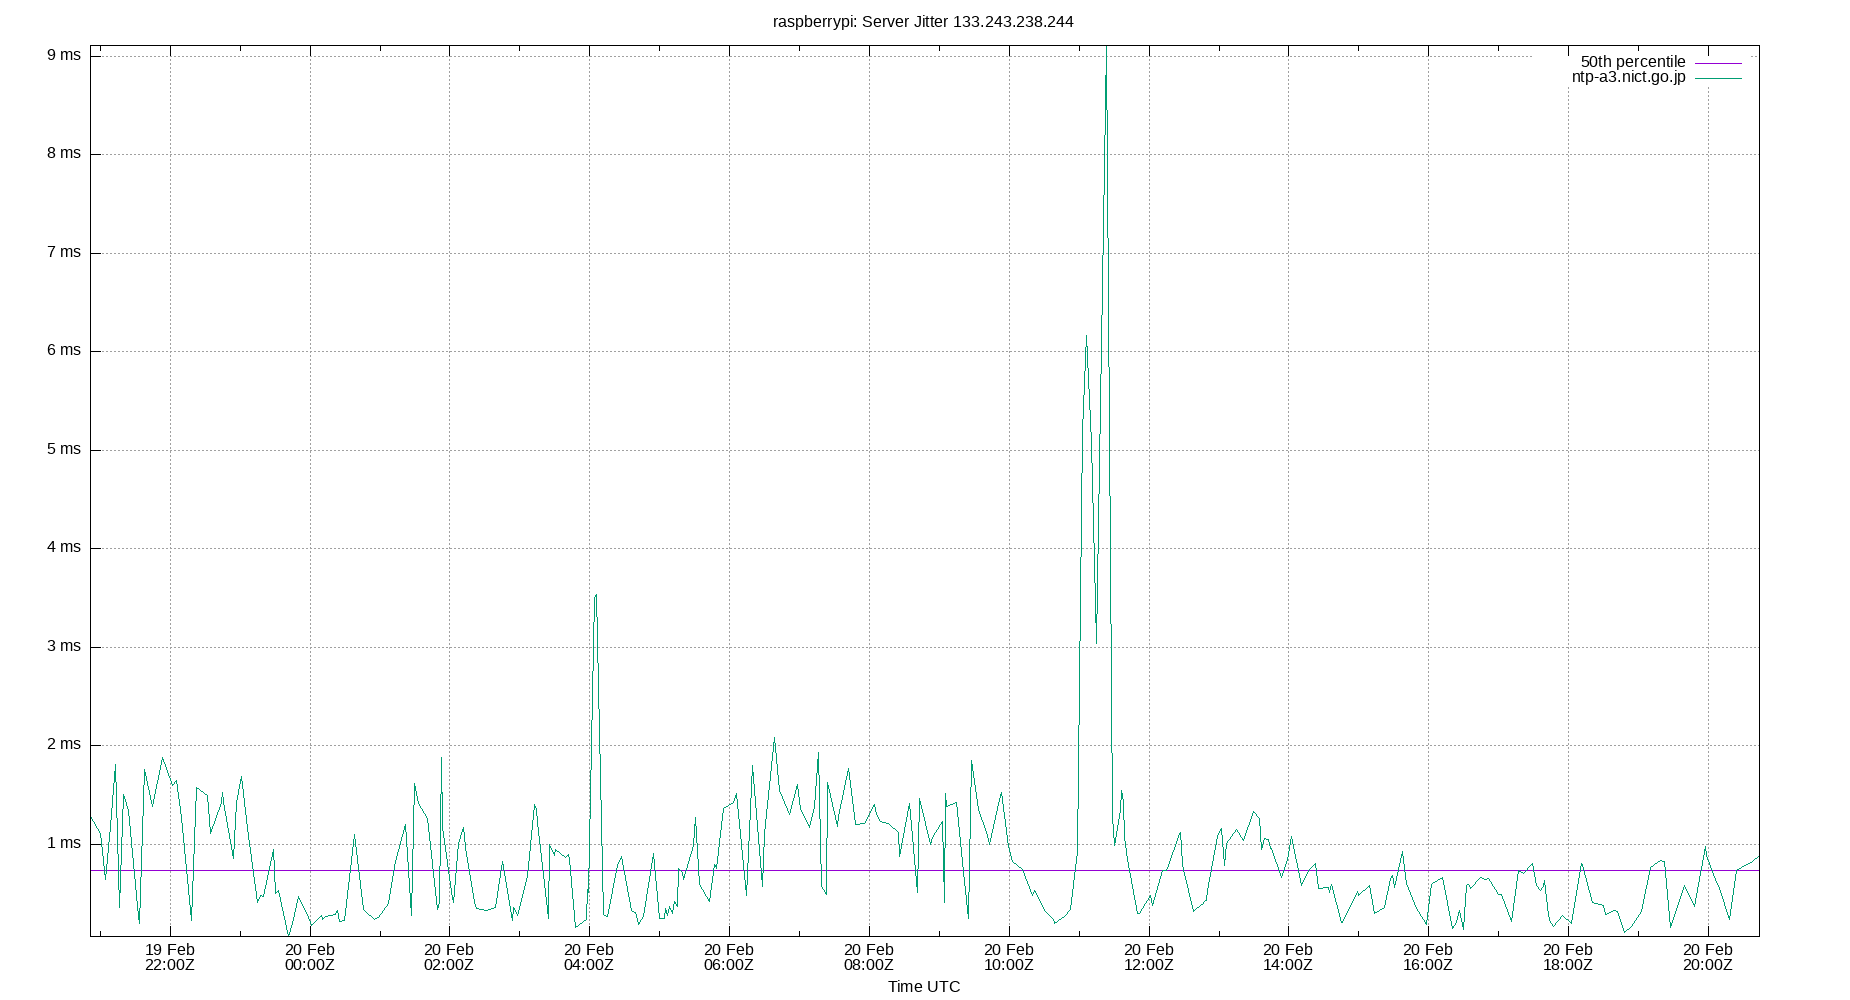 raspberrypi: Server Jitter 133.243.238.244
50th percentile
ntp-a3.nict.go.jp
9 ms
8 ms
7 ms
6 ms
5 ms
4 ms
3 ms
2 ms
1 ms
19 Feb 20 Feb 20 Feb 20 Feb 20 Feb 20 Feb 20 Feb 20 Feb 20 Feb 20 Feb 20 Feb 20 Feb
22:00Z 00:00Z 02:00Z 04:00Z 06:00Z 08:00Z 10:00Z 12:00Z 14:00Z 16:00Z 18:00Z 20:00Z
Time UTC